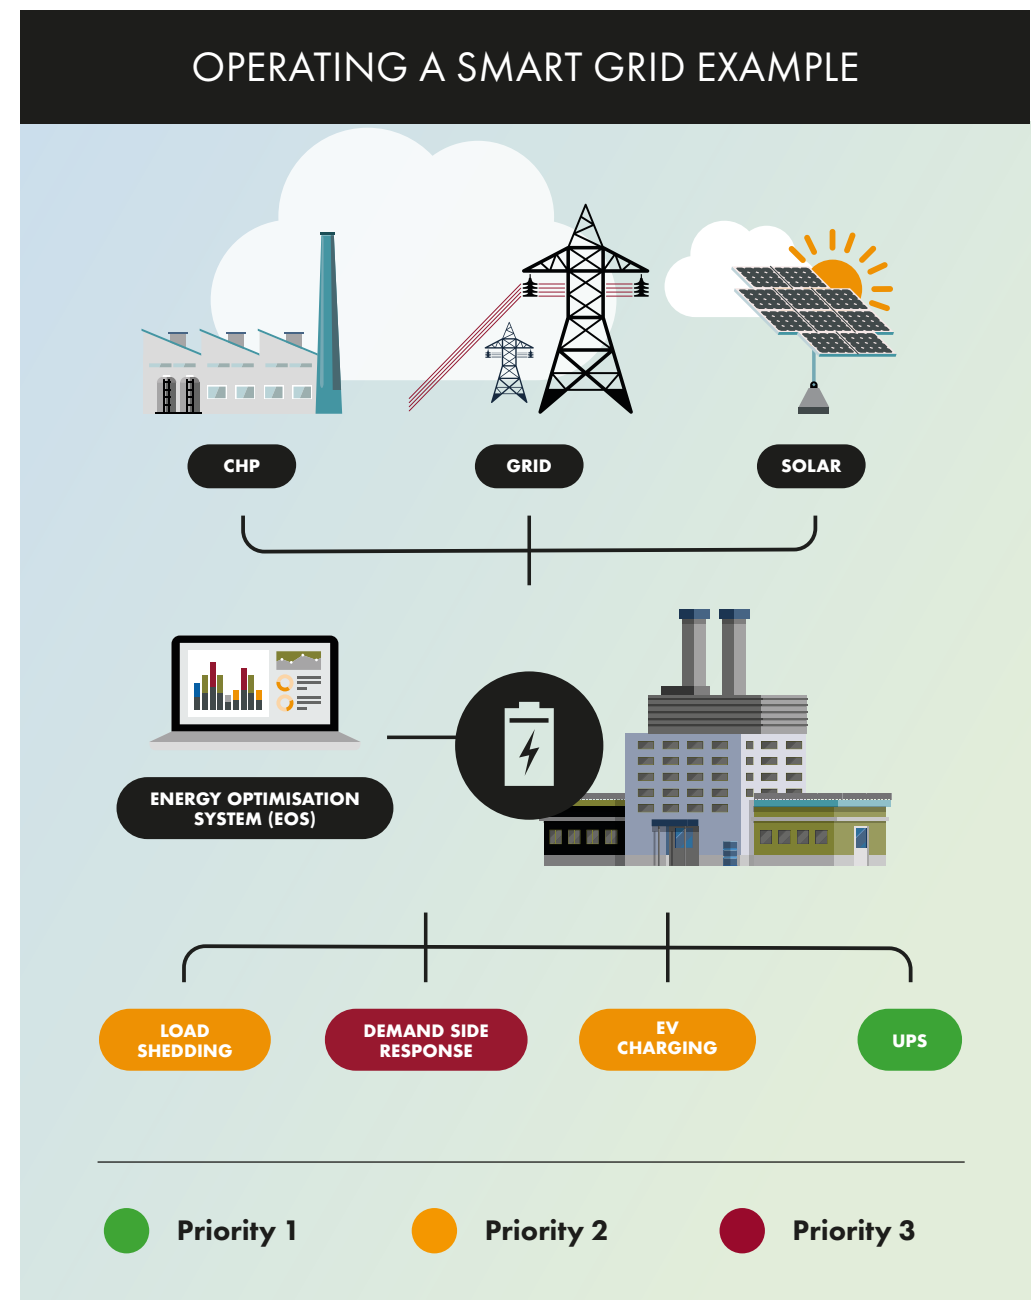 OPERATING A SMART GRID EXAMPLE
CHP
GRID
SOLAR
ENERGY OPTIMISATION
SYSTEM (EOS)
LOAD
SHEDDING
DEMAND SIDE
RESPONSE
EV
CHARGING
UPS
Priority 1
Priority 2
Priority 3